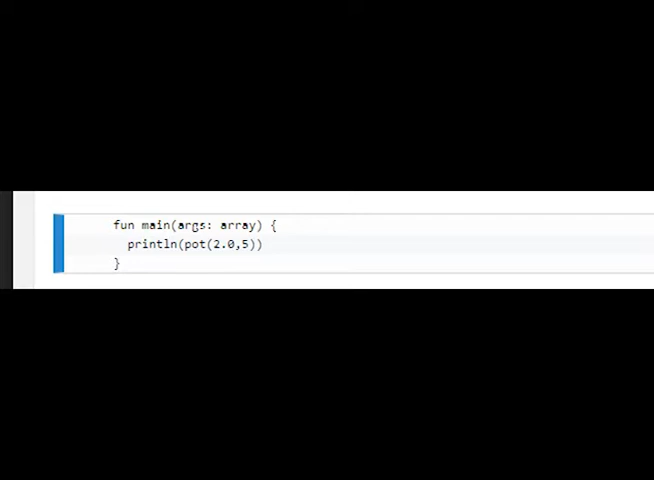 fun main(args: array) {
println(pot(2.0,5))
}